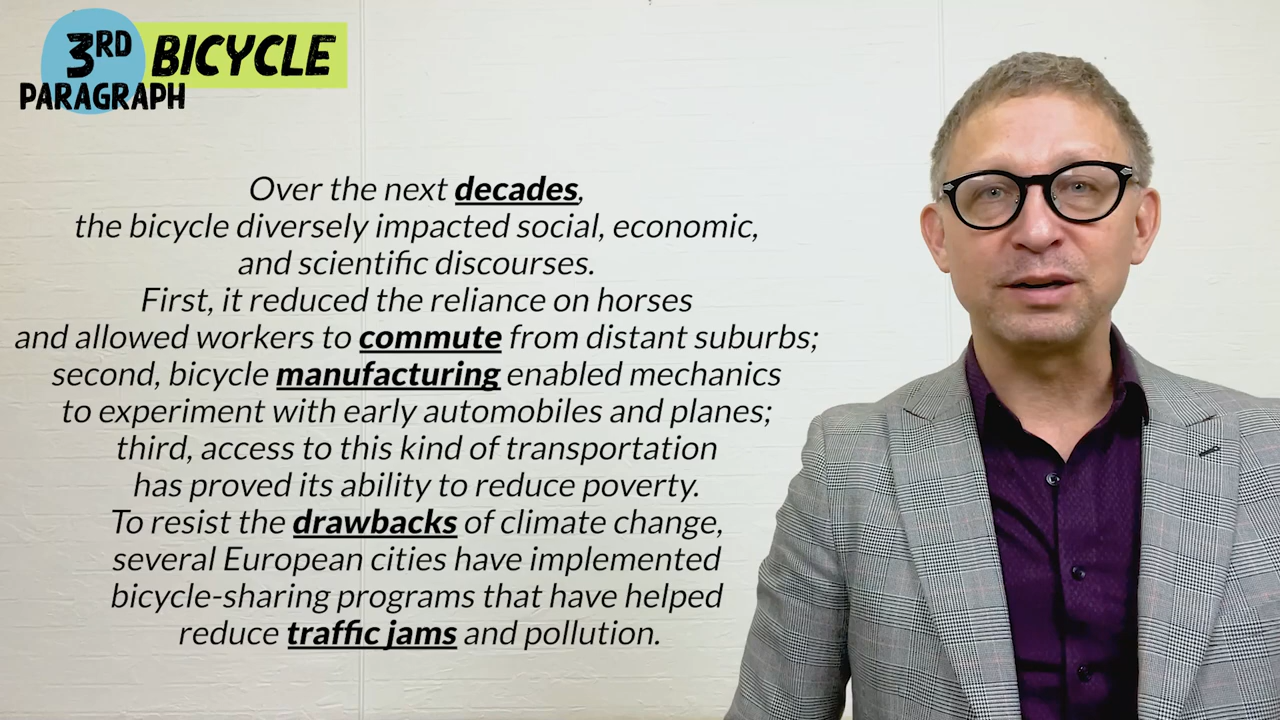 3RD BICYCLE
PARAGRAPH
Over the next decades,
the bicycle diversely impacted social, economic,
and scientific discourses.
First, it reduced the reliance on horses
and allowed workers to commute from distant suburbs;
second, bicycle manufacturing enabled mechanics
to experiment with early automobiles and planes;
third, access to this kind of transportation
has proved its ability to reduce poverty.
To resist the drawbacks of climate change,
several European cities have implemented
bicycle-sharing programs that have helped
reduce traffic jams and pollution.